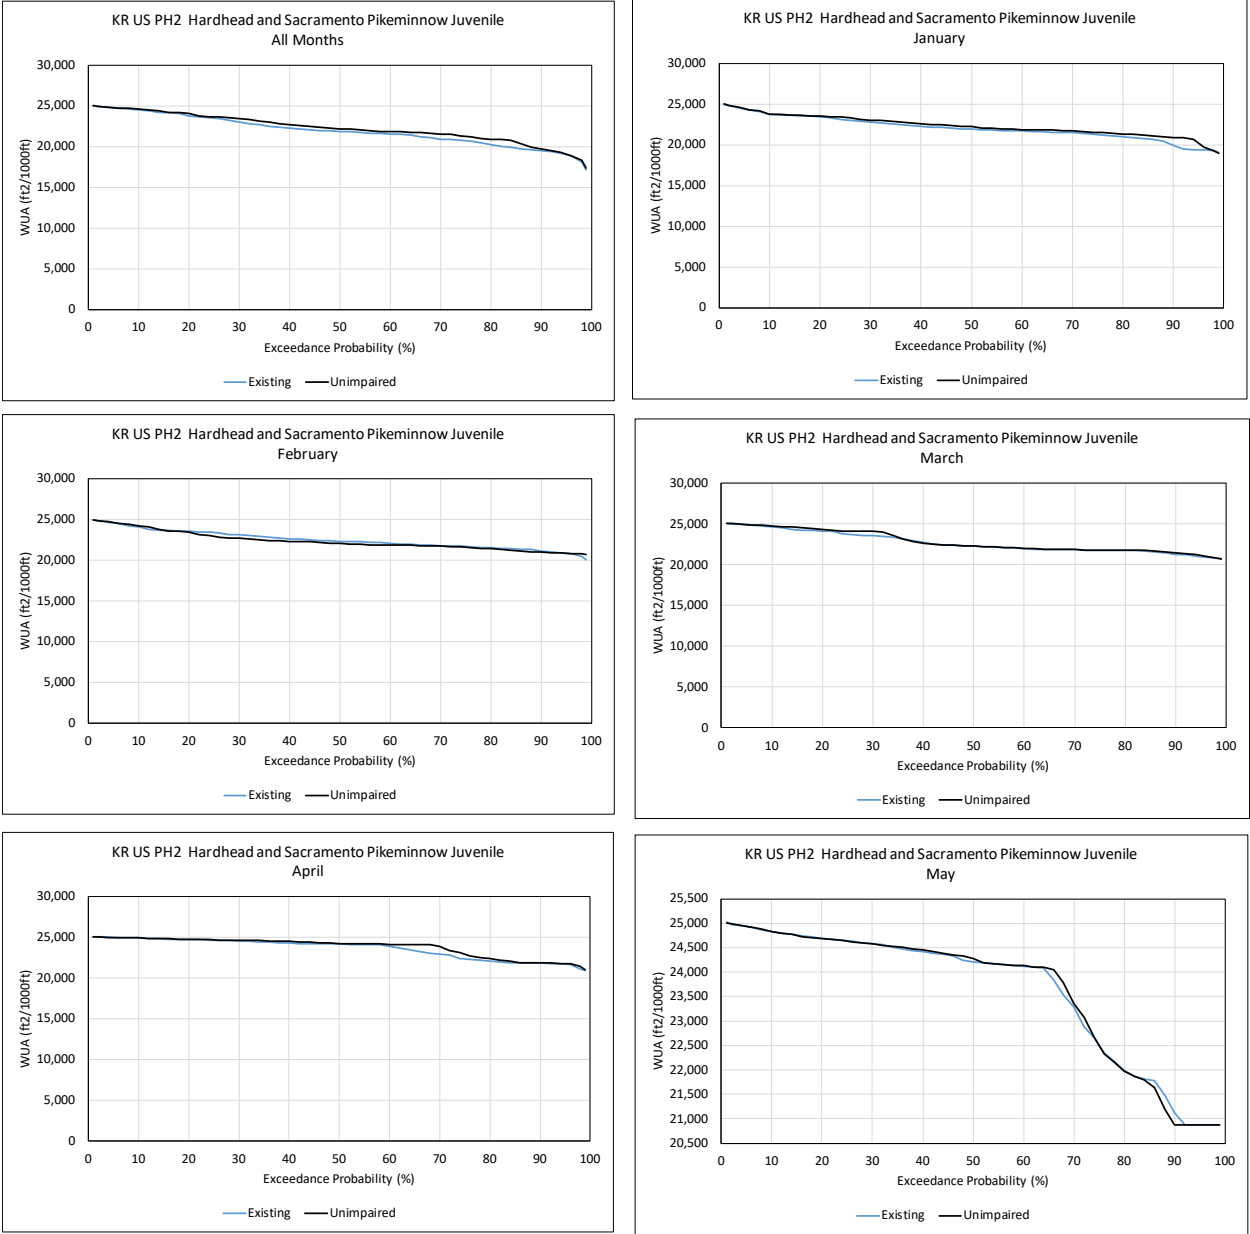 KR US PH2  Hardhead and Sacramento Pikeminnow Juvenile
All Months
30,000
25,000
20,000
15,000
10,000
5,000
0
WUA (ft2/1000ft)
0 10 20 30 40 50 60 70 80 90 100
Exceedance Probability (%)
Existing Unimpaired
KR US PH2  Hardhead and Sacramento Pikeminnow Juvenile
January
30,000
25,000
20,000
15,000
10,000
5,000
0
WUA (ft2/1000ft)
0 10 20 30 40 50 60 70 80 90 100
Exceedance Probability (%)
Existing Unimpaired
KR US PH2  Hardhead and Sacramento Pikeminnow Juvenile
February
30,000
25,000
20,000
15,000
10,000
5,000
0
WUA (ft2/1000ft)
0 10 20 30 40 50 60 70 80 90 100
Exceedance Probability (%)
Existing Unimpaired
KR US PH2  Hardhead and Sacramento Pikeminnow Juvenile
March
30,000
25,000
20,000
15,000
10,000
5,000
0
WUA (ft2/1000ft)
0 10 20 30 40 50 60 70 80 90 100
Exceedance Probability (%)
Existing Unimpaired
KR US PH2  Hardhead and Sacramento Pikeminnow Juvenile
April
30,000
25,000
20,000
15,000
10,000
5,000
0
WUA (ft2/1000ft)
0 10 20 30 40 50 60 70 80 90 100
Exceedance Probability (%)
Existing Unimpaired
KR US PH2  Hardhead and Sacramento Pikeminnow Juvenile
May
25,500
25,000
24,500
24,000
23,500
23,000
22,500
22,000
21,500
21,000
20,500
WUA (ft2/1000ft)
0 10 20 30 40 50 60 70 80 90 100
Exceedance Probability (%)
Existing Unimpaired